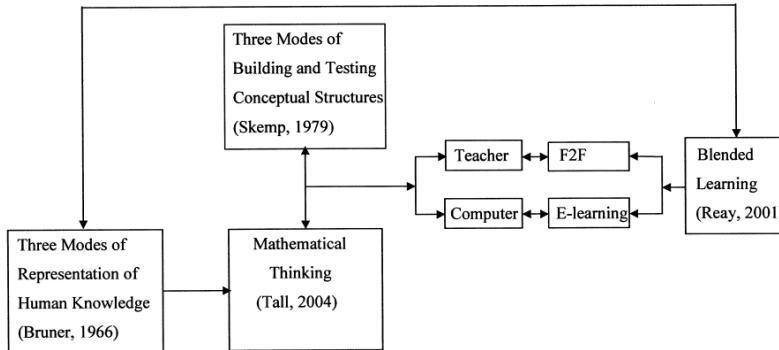 Three Modes of
Building and Testing
Conceptual Structures
(Skemp, 1979)
Teacher
F2F
Computer
E-learning
Blended
Learning
(Reay, 2001)
Three Modes of
Representation of
Human Knowledge
(Bruner, 1966)
Mathematical
Thinking
(Tall, 2004)